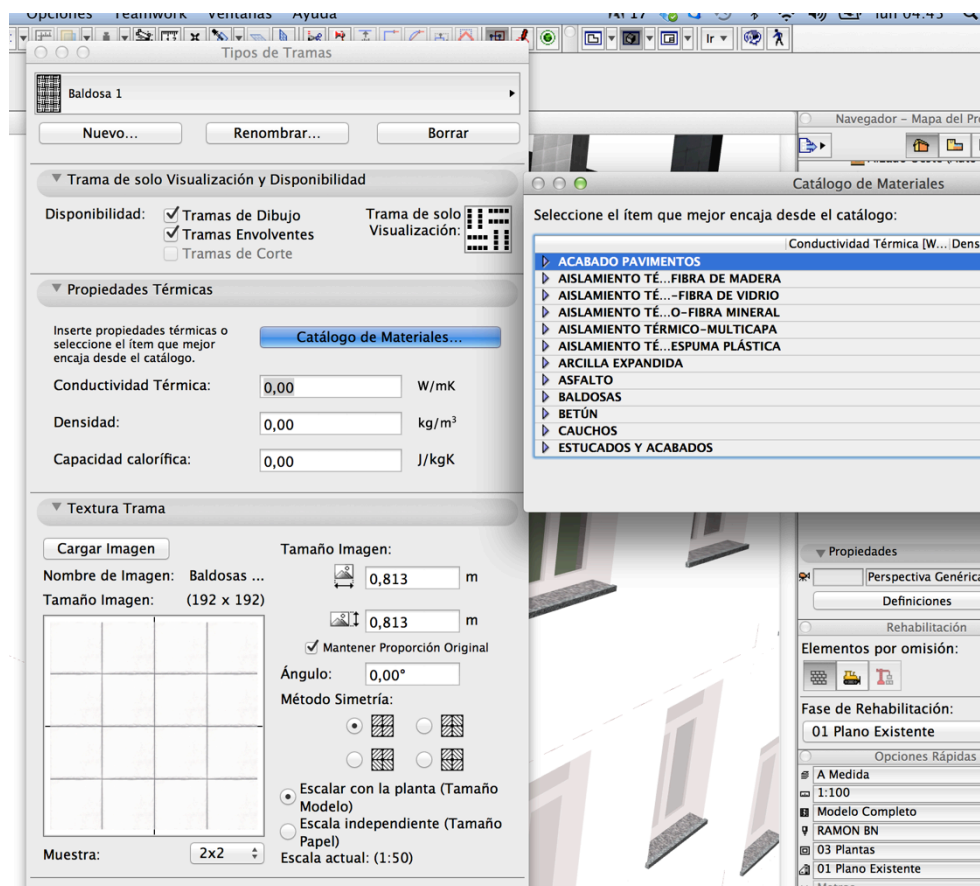 Opciones Teamwork Ventanas Ayuda
lun 04:43
Tipos de Tramas
Ir
Baldosa 1
Nuevo... Renombrar... Borrar
Trama de solo Visualización y Disponibilidad
Disponibilidad:
Tramas de Dibujo
Tramas Envolventes
Tramas de Corte
Trama de solo
Visualización:
Propiedades Térmicas
Inserte propiedades térmicas o
seleccione el ítem que mejor
encaja desde el catálogo.
Catálogo de Materiales...
Conductividad Térmica: 0,00 W/mK
Densidad: 0,00 kg/m³
Capacidad calorífica: 0,00 J/kgK
Textura Trama
Cargar Imagen
Nombre de Imagen: Baldosas ...
Tamaño Imagen: (192 x 192)
Muestra: 2x2
Tamaño Imagen:
0,813 m
0,813 m
Mantener Proporción Original
Ángulo: 0,00°
Método Simetría:
Escalar con la planta (Tamaño
Modelo)
Escala independiente (Tamaño
Papel)
Escala actual: (1:50)
Navegador - Mapa del Pr
Catálogo de Materiales
Seleccione el ítem que mejor encaja desde el catálogo:
Conductividad Térmica [W... Dens
ACABADO PAVIMENTOS
AISLAMIENTO TÉ...FIBRA DE MADERA
AISLAMIENTO TÉ...-FIBRA DE VIDRIO
AISLAMIENTO TÉ...O-FIBRA MINERAL
AISLAMIENTO TÉRMICO-MULTICAPA
AISLAMIENTO TÉ...ESPUMA PLÁSTICA
ARCILLA EXPANDIDA
ASFALTO
BALDOSAS
BETÚN
CAUCHOS
ESTUCADOS Y ACABADOS
Propiedades
Perspectiva Genéric
Definiciones
Rehabilitación
Elementos por omisión:
Fase de Rehabilitación:
01 Plano Existente
Opciones Rápidas
A Medida
1:100
Modelo Completo
RAMON BN
03 Plantas
01 Plano Existente